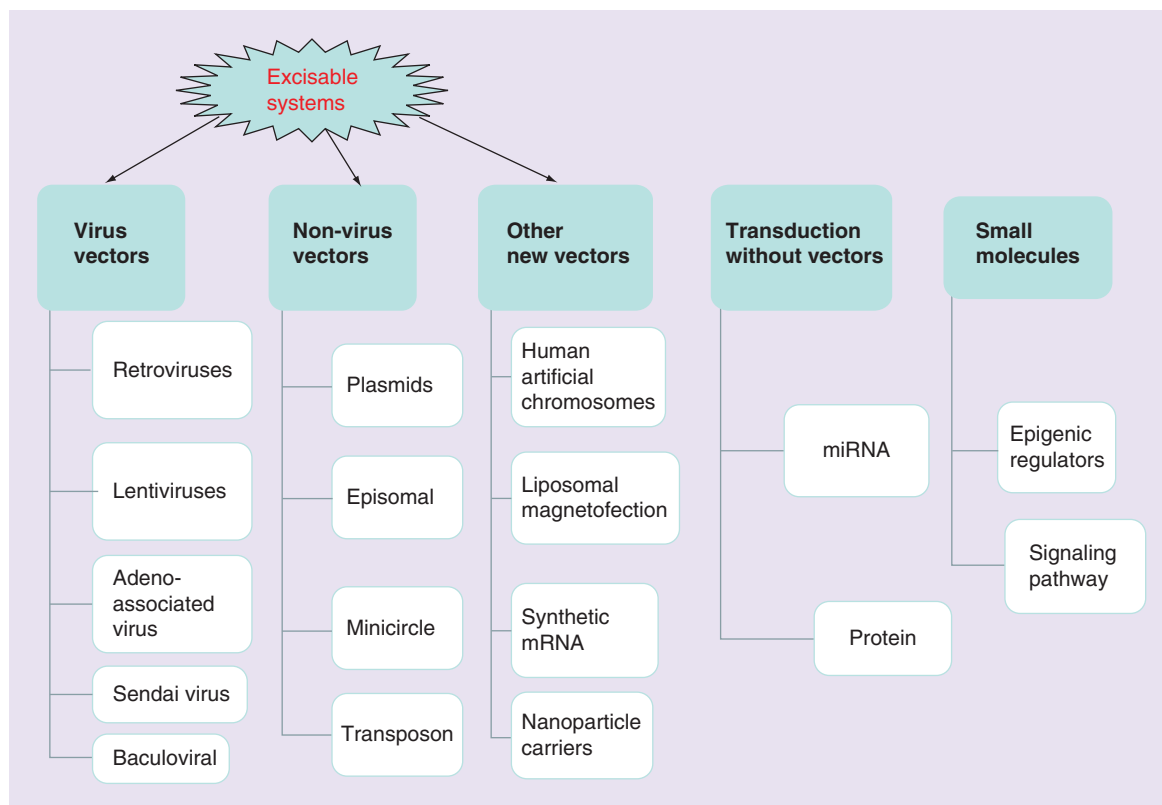 Excisable
systems
Virus
vectors
Retroviruses
Lentiviruses
Adeno-
associated
virus
Sendai virus
Baculoviral
Non-virus
vectors
Plasmids
Episomal
Minicircle
Transposon
Other
new vectors
Human
artificial
chromosomes
Liposomal
magnetofection
Synthetic
mRNA
Nanoparticle
carriers
Transduction
without vectors
miRNA
Protein
Small
molecules
Epigenic
regulators
Signaling
pathway